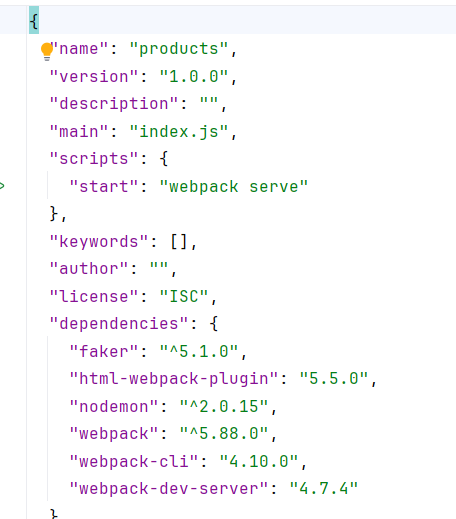 {
"name": "products",
"version": "1.0.0",
"description": "",
"main": "index.js",
"scripts": {
"start": "webpack serve"
},
"keywords": [],
"author": "",
"license": "ISC",
"dependencies": {
"faker": "^5.1.0",
"html-webpack-plugin": "5.5.0",
"nodemon": "^2.0.15",
"webpack": "^5.88.0",
"webpack-cli": "4.10.0",
"webpack-dev-server": "4.7.4"
}